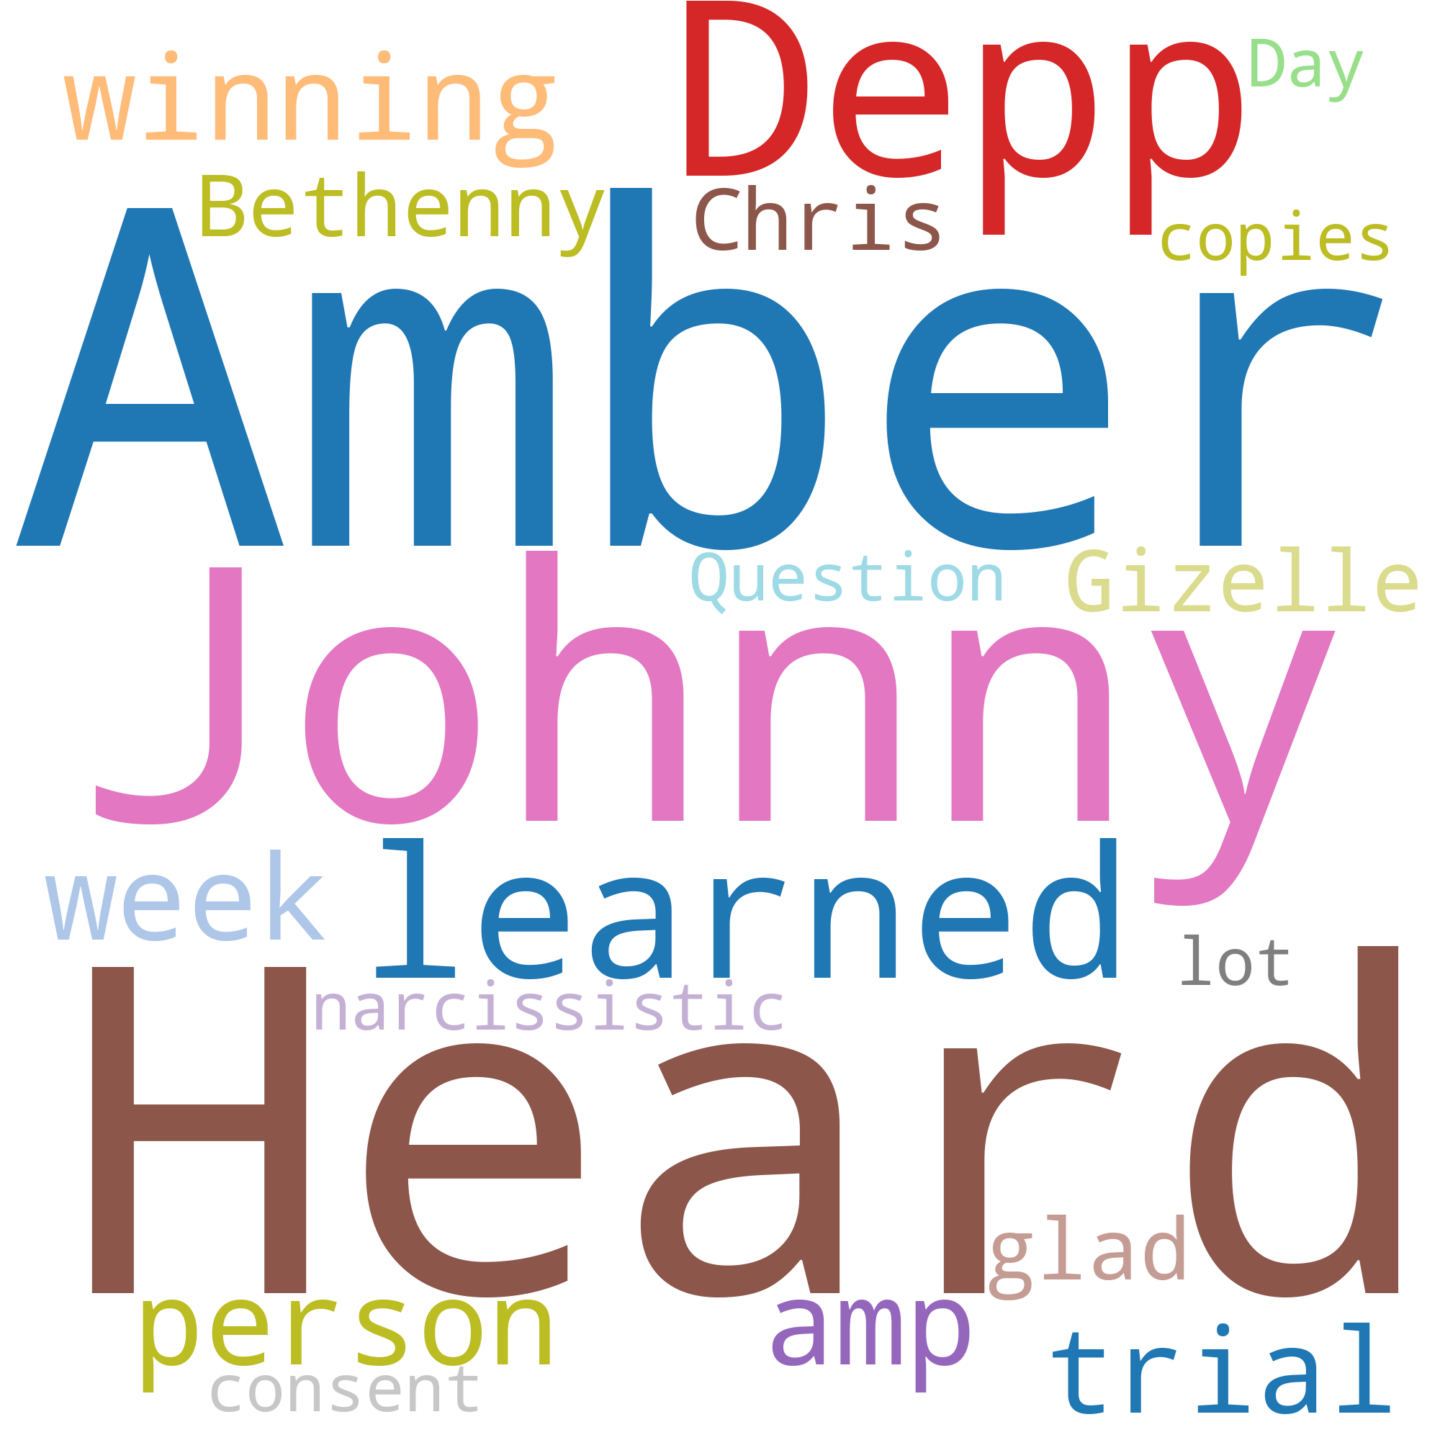 Depp
Day
winning
Bethenny
Chris
copies
Amber
Question
Gizelle
Johnny
week
learned
lot
narcissistic
Heard
glad
person
amp
trial
consent